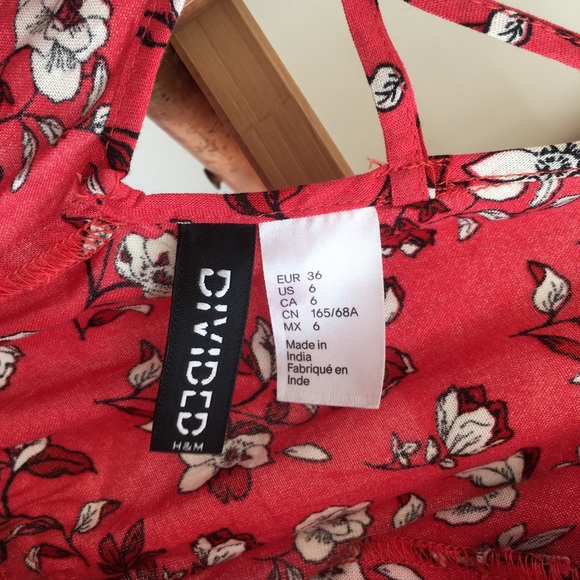 DIVIDED
H&M
EUR 36
US 6
CA 6
CN 165/68A
MX 6
Made in
India
Fabriqué en
Inde